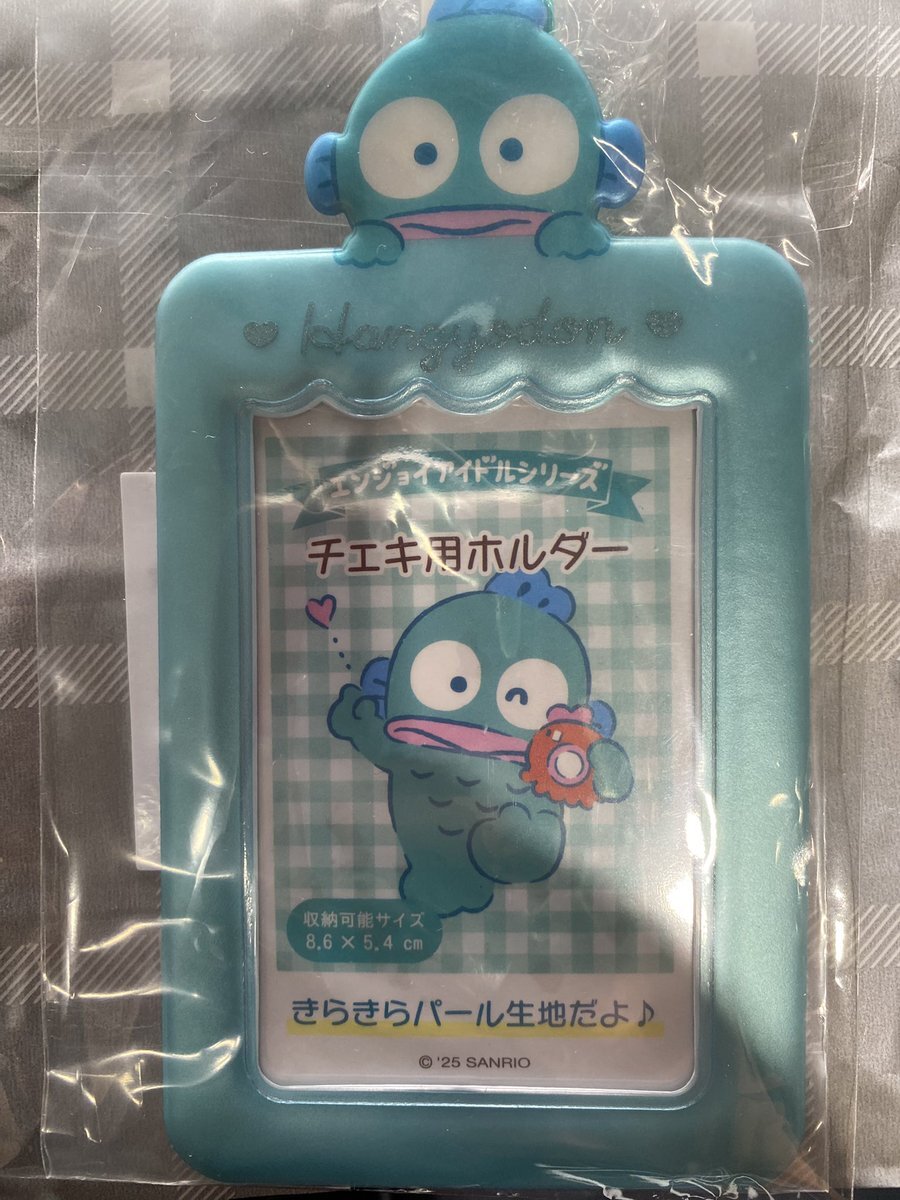 Hangyodon
エンジョイアイドルシリーズ
チェキ用ホルダー
収納可能サイズ
8.6 × 5.4 cm
きらきらパール生地だよ♪
© '25 SANRIO